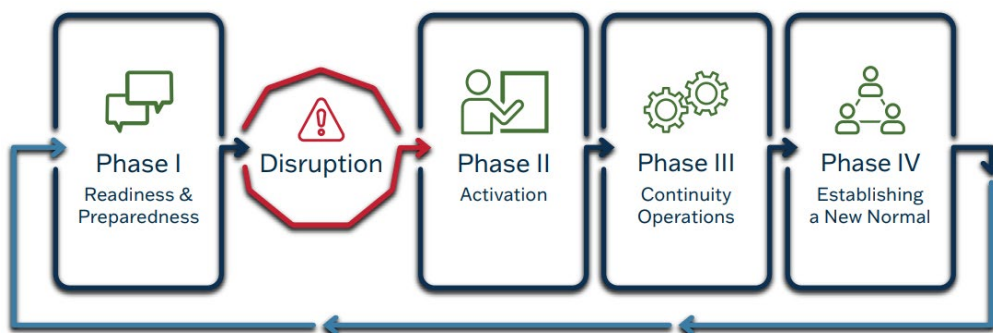 Phase I
Readiness &
Preparedness
Disruption
Phase II
Activation
Phase III
Continuity
Operations
Phase IV
Establishing
a New Normal